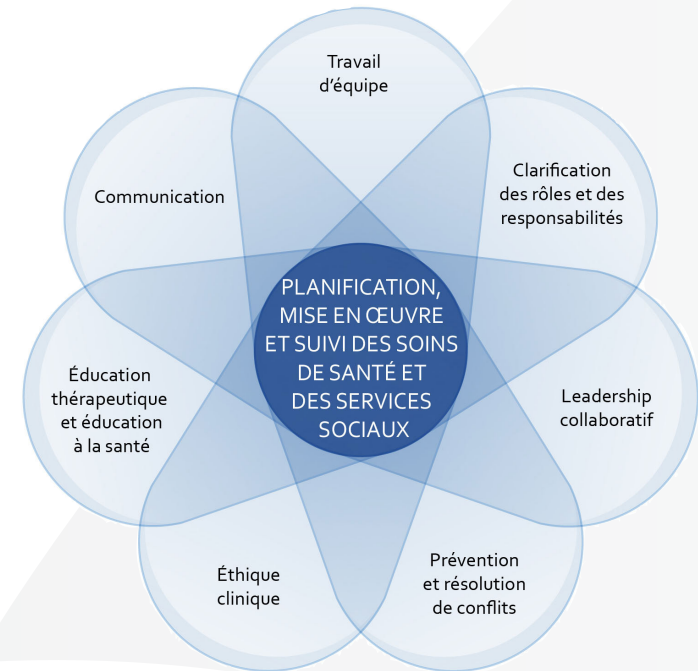 Travail
d'équipe
Clarification
des rôles et des
responsabilités
Leadership
collaboratif
Prévention
et résolution
de conflits
Éthique
clinique
Éducation
thérapeutique
et éducation
à la santé
Communication
PLANIFICATION,
MISE EN ŒUVRE
ET SUIVI DES SOINS
DE SANTÉ ET
DES SERVICES
SOCIAUX